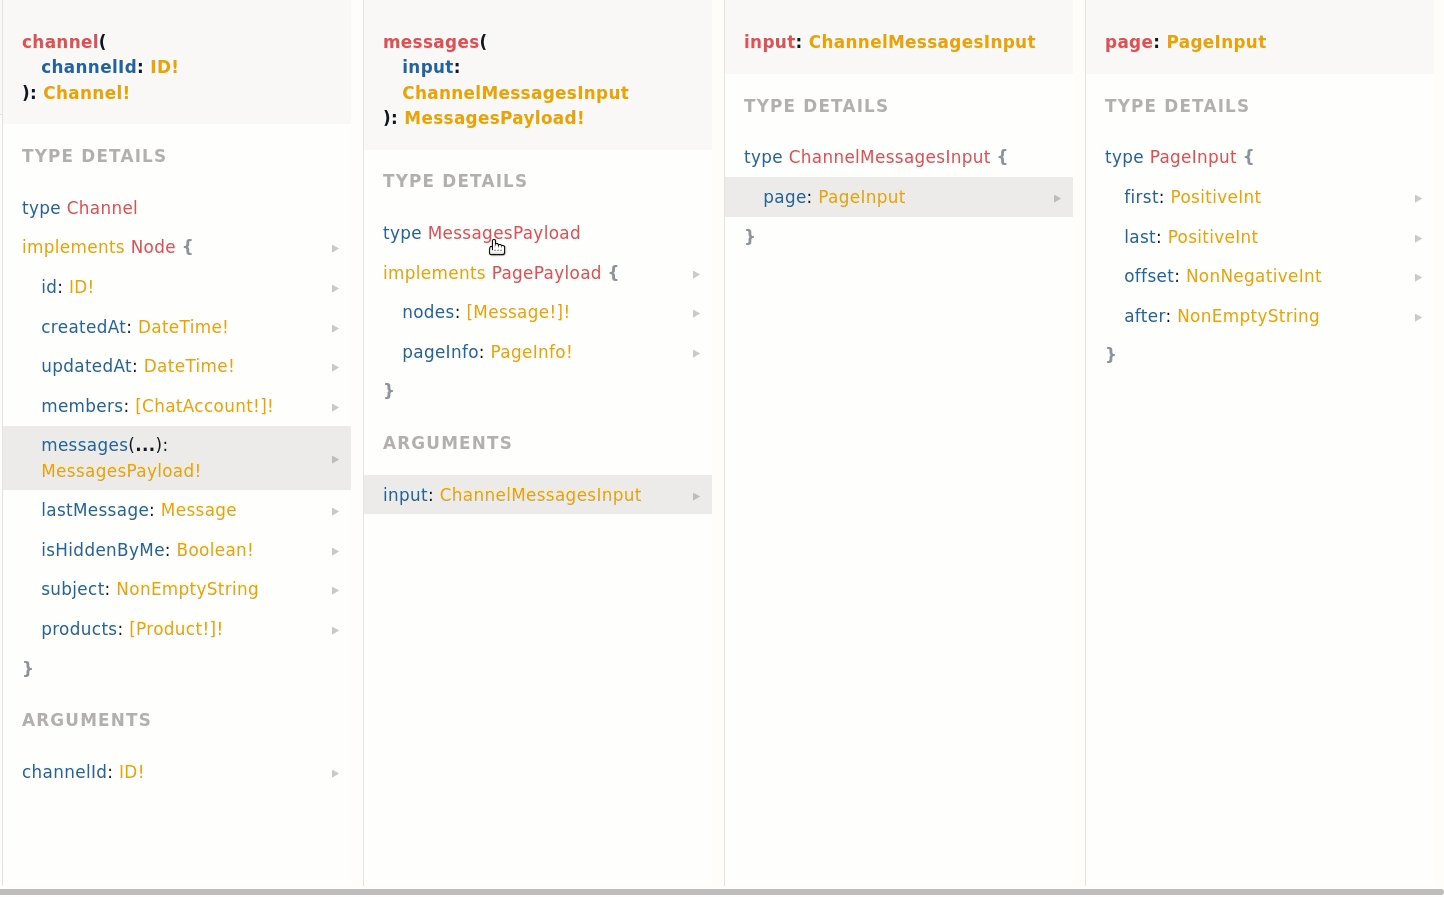 channel(
channelId: ID!
): Channel!
TYPE DETAILS
type Channel
implements Node {
id: ID!
createdAt: DateTime!
updatedAt: DateTime!
members: [ChatAccount!]!
messages(...):
MessagesPayload!
lastMessage: Message
isHiddenByMe: Boolean!
subject: NonEmptyString
products: [Product!]!
}
ARGUMENTS
channelId: ID!
messages(
input:
ChannelMessagesInput
): MessagesPayload!
TYPE DETAILS
type MessagesPayload
implements PagePayload {
nodes: [Message!]!
pageInfo: PageInfo!
}
ARGUMENTS
input: ChannelMessagesInput
input: ChannelMessagesInput
TYPE DETAILS
type ChannelMessagesInput {
page: PageInput
}
page: PageInput
TYPE DETAILS
type PageInput {
first: PositiveInt
last: PositiveInt
offset: NonNegativeInt
after: NonEmptyString
}